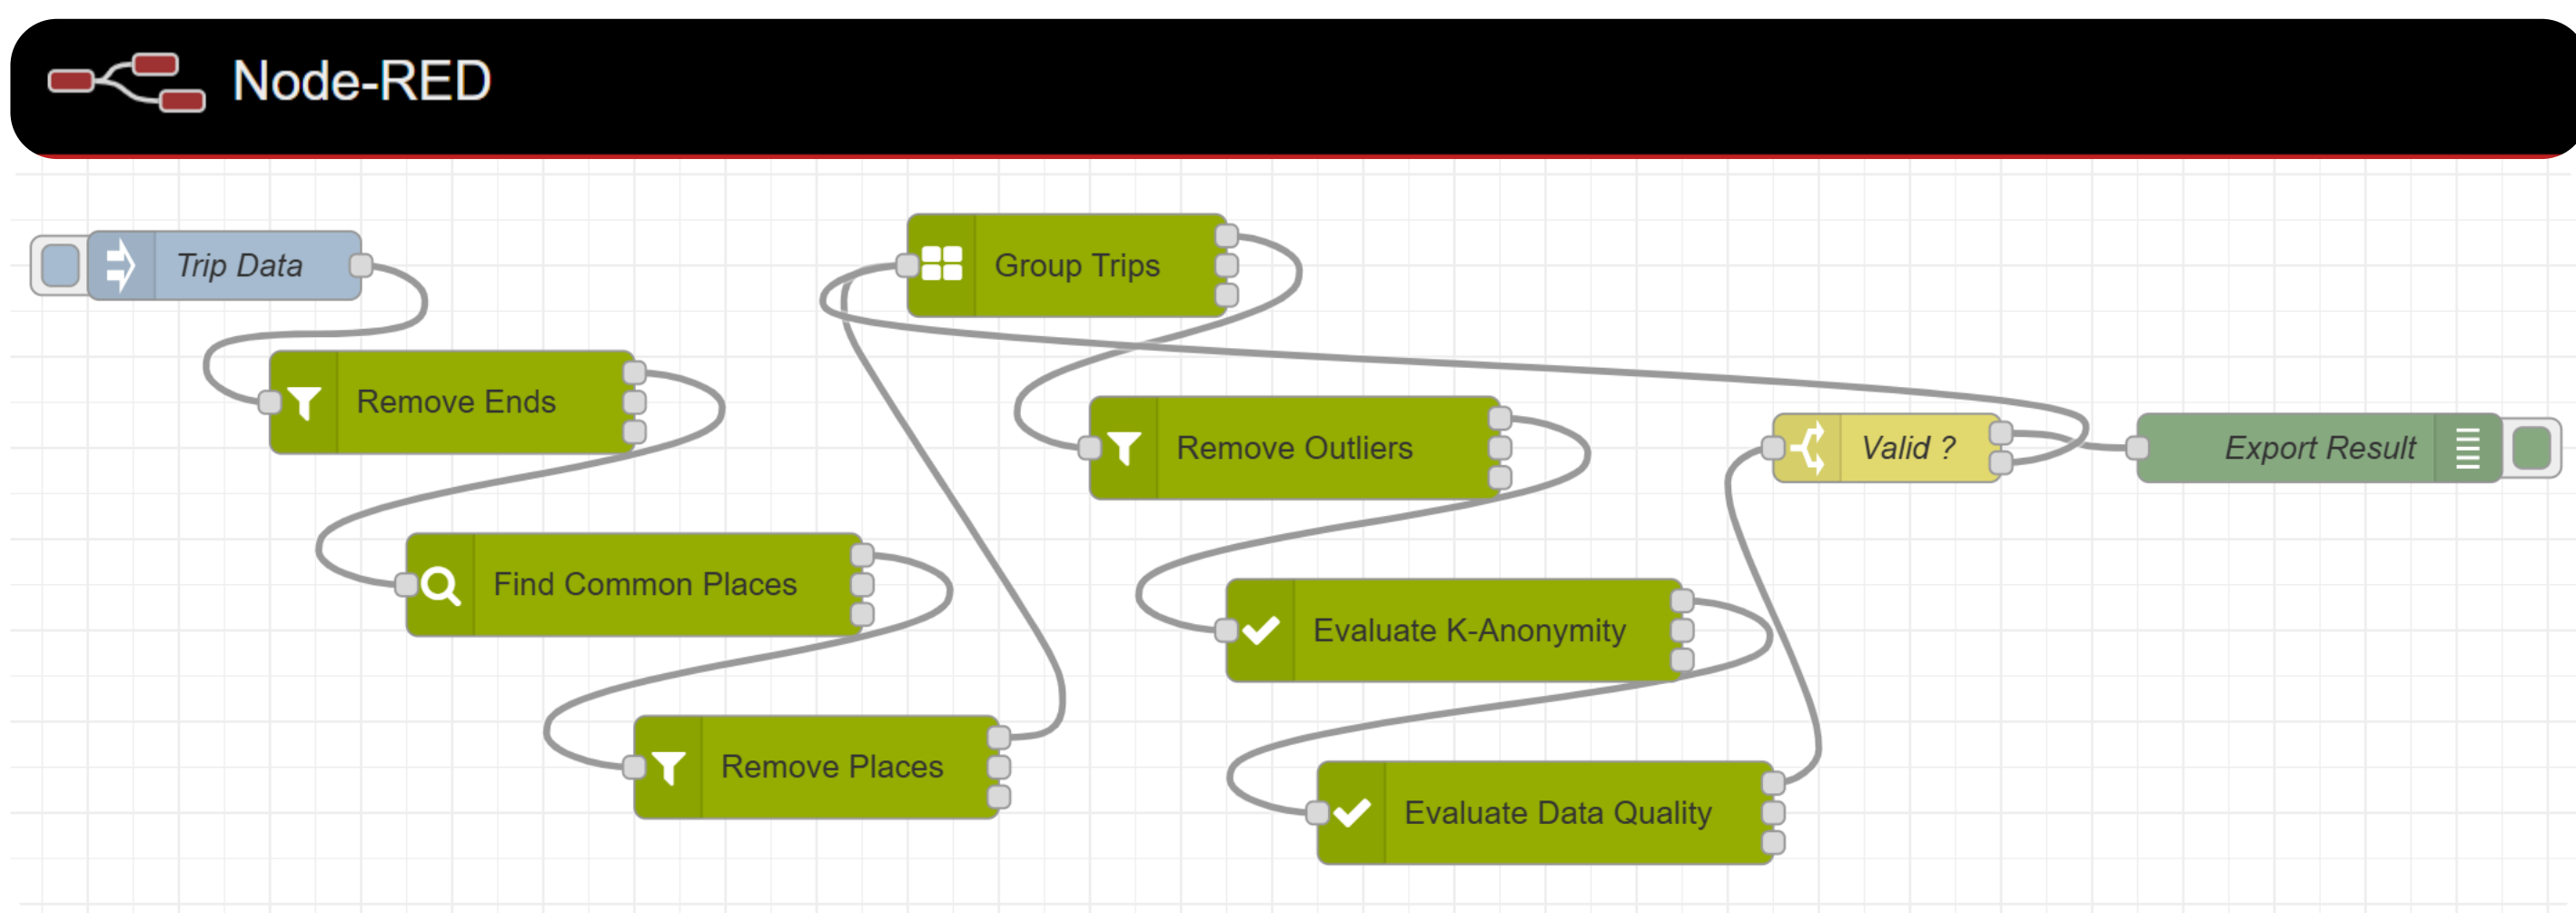 Node-RED
Trip Data
Remove Ends
Find Common Places
Remove Places
Group Trips
Remove Outliers
Evaluate K-Anonymity
Evaluate Data Quality
Valid ?
Export Result